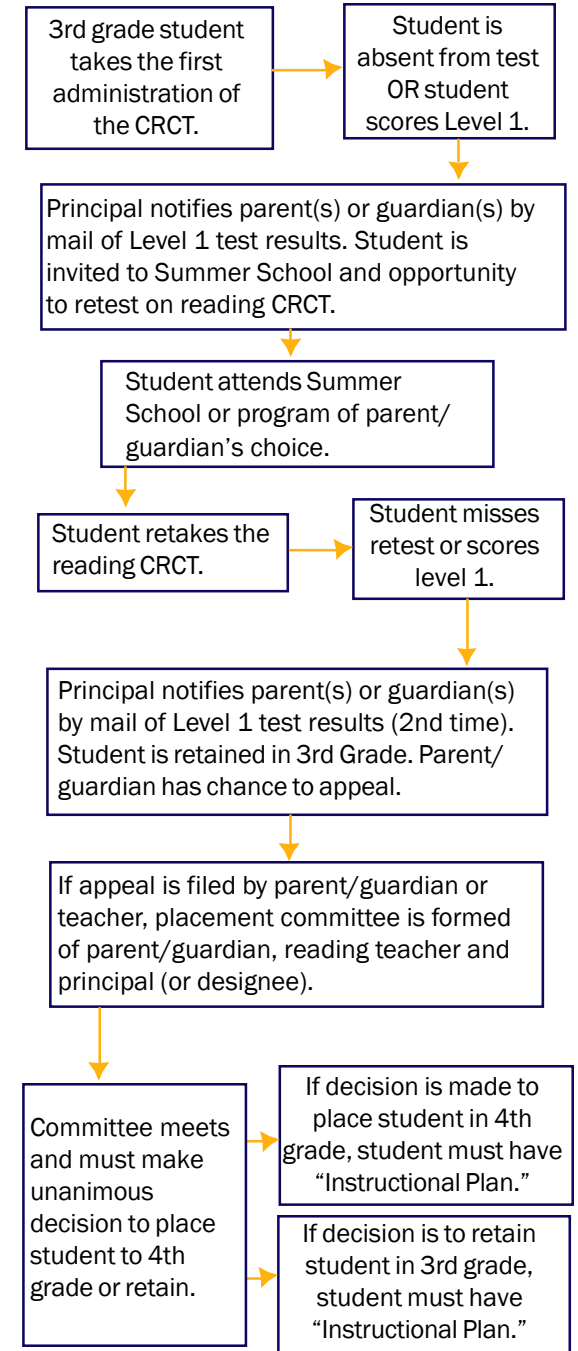 3rd grade student
takes the first
administration of
the CRCT.
Student is
absent from test
OR student
scores Level 1.
Principal notifies parent(s) or guardian(s) by
mail of Level 1 test results. Student is
invited to Summer School and opportunity
to retest on reading CRCT.
Student attends Summer
School or program of parent/
guardian’s choice.
Student retakes the
reading CRCT.
Student misses
retest or scores
level 1.
Principal notifies parent(s) or guardian(s)
by mail of Level 1 test results (2nd time).
Student is retained in 3rd Grade. Parent/
guardian has chance to appeal.
If appeal is filed by parent/guardian or
teacher, placement committee is formed
of parent/guardian, reading teacher and
principal (or designee).
Committee meets
and must make
unanimous
decision to place
student to 4th
grade or retain.
If decision is made to
place student in 4th
grade, student must have
“Instructional Plan.”
If decision is to retain
student in 3rd grade,
student must have
“Instructional Plan.”